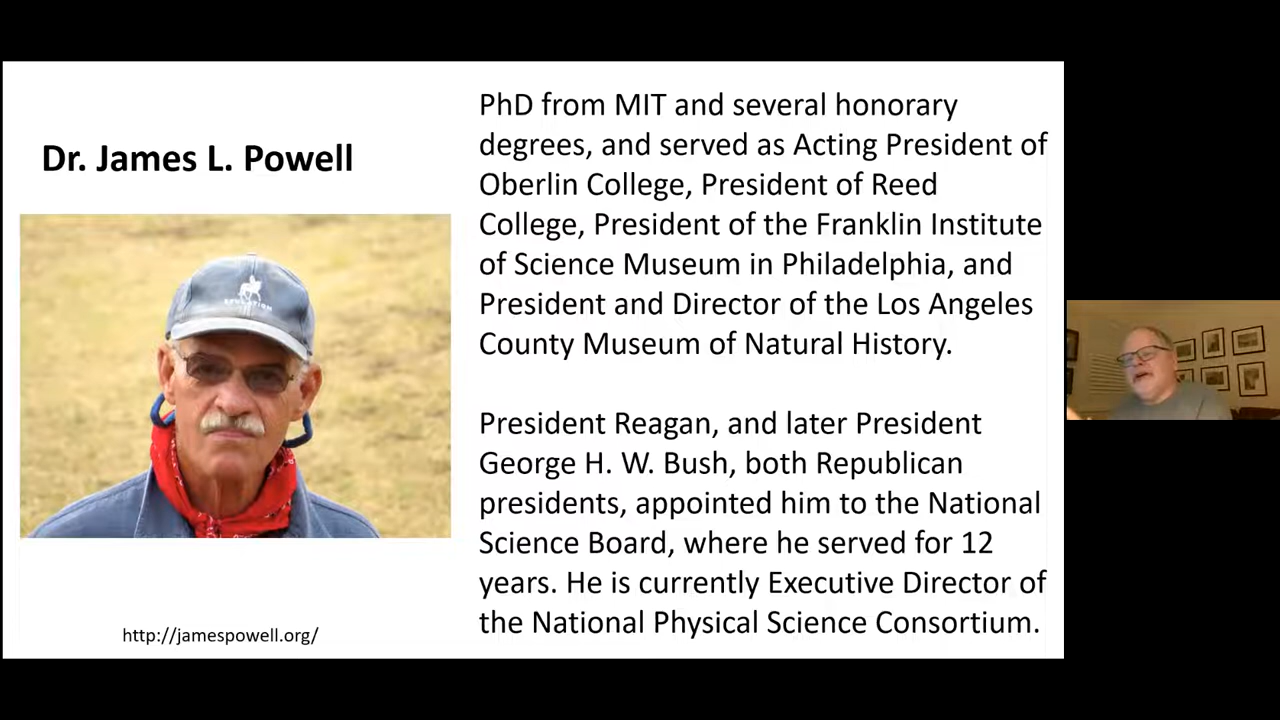 Dr. James L. Powell
PhD from MIT and several honorary
degrees, and served as Acting President of
Oberlin College, President of Reed
College, President of the Franklin Institute
of Science Museum in Philadelphia, and
President and Director of the Los Angeles
County Museum of Natural History.
President Reagan, and later President
George H. W. Bush, both Republican
presidents, appointed him to the National
Science Board, where he served for 12
years. He is currently Executive Director of
the National Physical Science Consortium.
http://jamespowell.org/